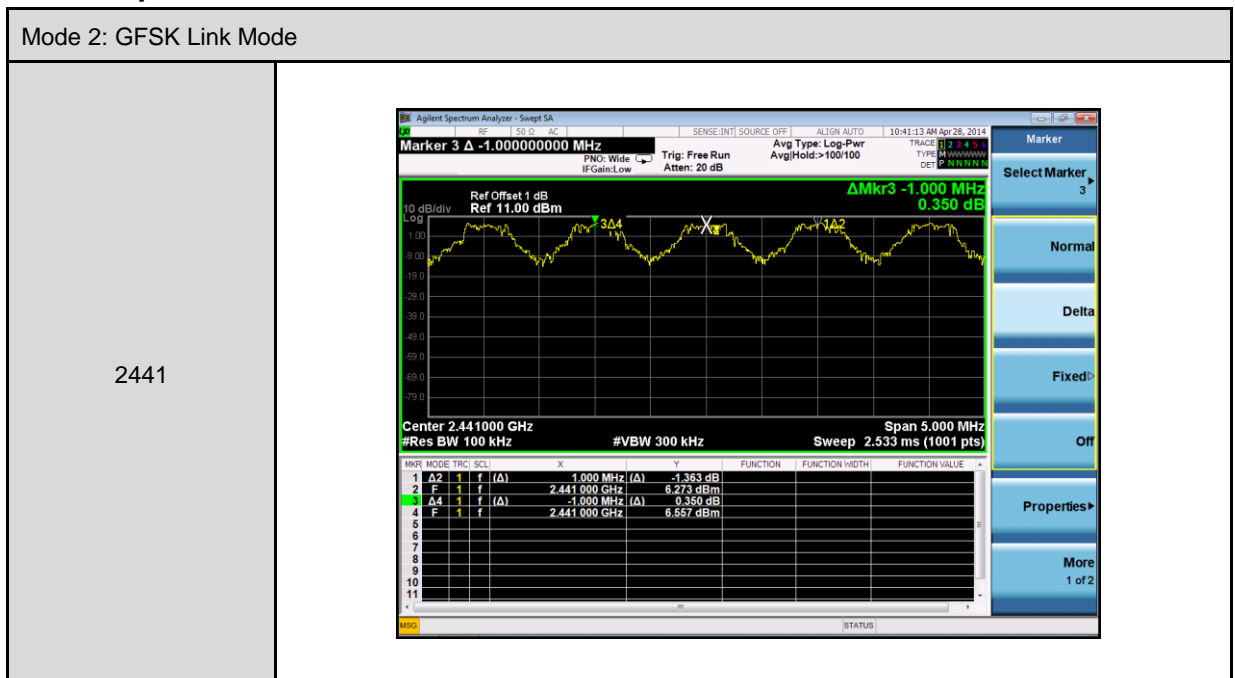 Mode 2: GFSK Link Mode
2441
Agilent Spectrum Analyzer - Swept SA
LXI RF 50 Ω AC SENSE:INT SOURCE OFF ALIGN AUTO 10:41:13 AM Apr 28, 2014
Marker 3 Δ -1.000000000 MHz
PNO: Wide
IFGain:Low
Trig: Free Run
Atten: 20 dB
Avg Type: Log-Pwr
Avg|Hold:>100/100
TRACE 1 2 3 4 5 6
TYPE M WWWWW
DET P N N N N N
Marker
Select Marker
3
Normal
Delta
Fixed
Off
Properties
More
1 of 2
Ref Offset 1 dB
10 dB/div Ref 11.00 dBm
Log
ΔMkr3 -1.000 MHz
0.350 dB
3Δ4
1Δ2
1.00
-9.00
-19.0
-29.0
-39.0
-49.0
-59.0
-69.0
-79.0
Center 2.441000 GHz Span 5.000 MHz
#Res BW 100 kHz #VBW 300 kHz Sweep 2.533 ms (1001 pts)
MKR MODE TRC SCL X Y FUNCTION FUNCTION WIDTH FUNCTION VALUE
1 Δ2 1 f (Δ) 1.000 MHz (Δ) -1.363 dB
2 F 1 f 2.441 000 GHz 6.273 dBm
3 Δ4 1 f (Δ) -1.000 MHz (Δ) 0.350 dB
4 F 1 f 2.441 000 GHz 6.557 dBm
5
6
7
8
9
10
11
MSG STATUS